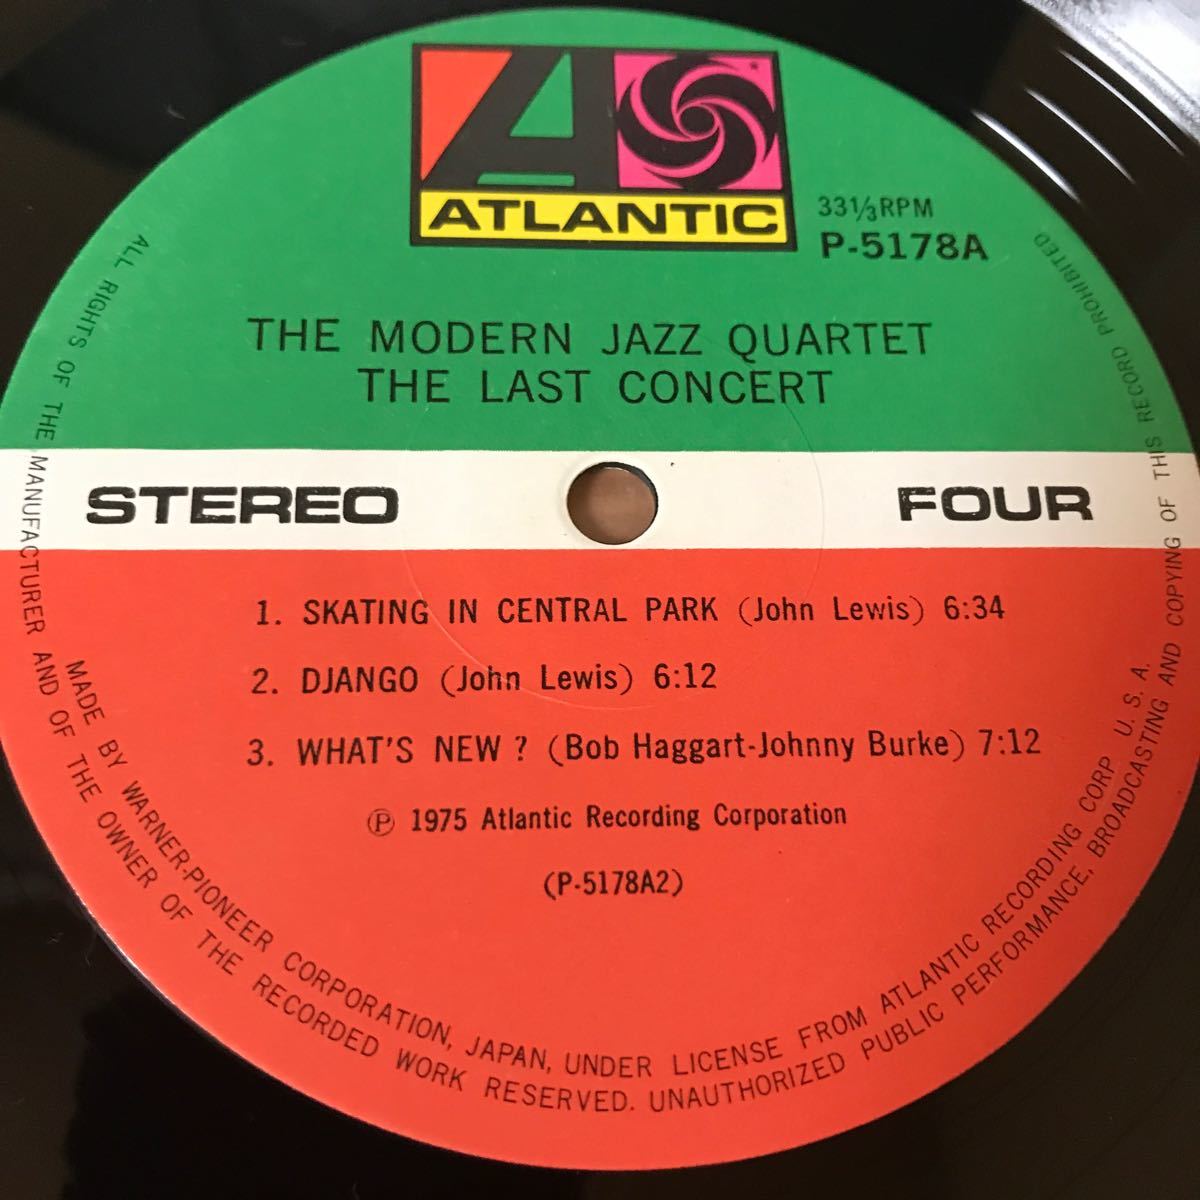 ATLANTIC
33⅓RPM
P-5178A
THE MODERN JAZZ QUARTET
THE LAST CONCERT
STEREO
FOUR
1. SKATING IN CENTRAL PARK (John Lewis) 6:34
2. DJANGO (John Lewis) 6:12
3. WHAT'S NEW? (Bob Haggart-Johnny Burke) 7:12
Ⓟ 1975 Atlantic Recording Corporation
(P-5178A2)
MADE BY WARNER-PIONEER CORPORATION, JAPAN, UNDER LICENSE FROM ATLANTIC RECORDING CORP U. S. A.
ALL RIGHTS OF THE MANUFACTURER AND OF THE OWNER OF THE RECORDED WORK RESERVED. UNAUTHORIZED PUBLIC PERFORMANCE, BROADCASTING AND COPYING OF THIS RECORD PROHIBITED